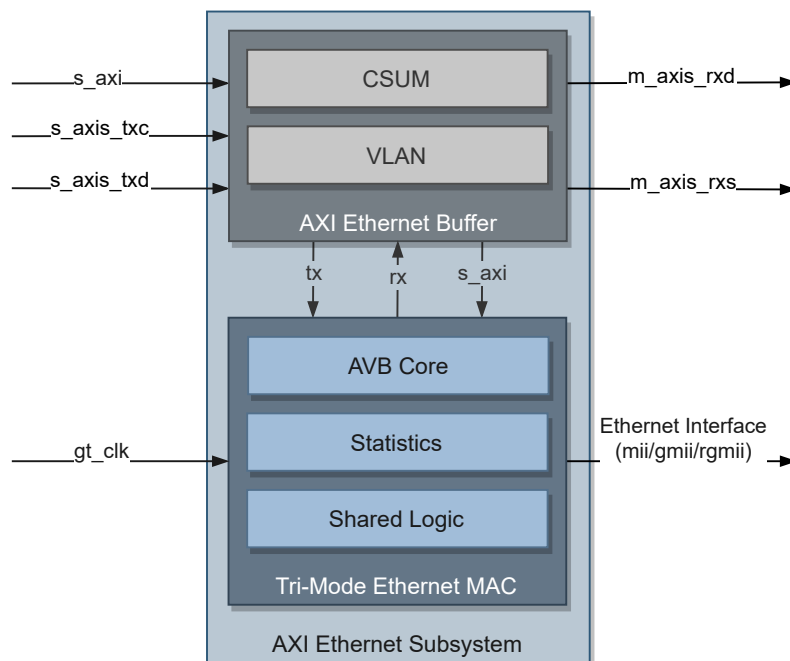 s_axi
CSUM
m_axis_rxd
s_axis_txc
VLAN
s_axis_txd
m_axis_rxs
AXI Ethernet Buffer
tx
rx
s_axi
AVB Core
Statistics
Ethernet Interface
(mii/gmii/rgmii)
gt_clk
Shared Logic
Tri-Mode Ethernet MAC
AXI Ethernet Subsystem